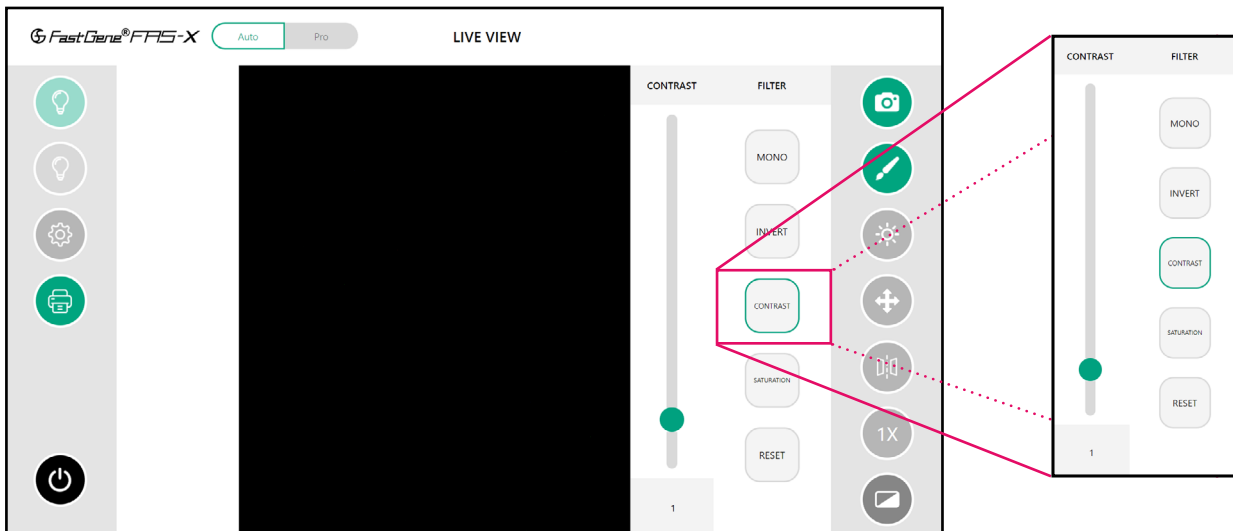 FastGene® FAS-X
Auto
Pro
LIVE VIEW
CONTRAST
FILTER
MONO
INVERT
CONTRAST
SATURATION
RESET
1
1X
CONTRAST
FILTER
MONO
INVERT
CONTRAST
SATURATION
RESET
1